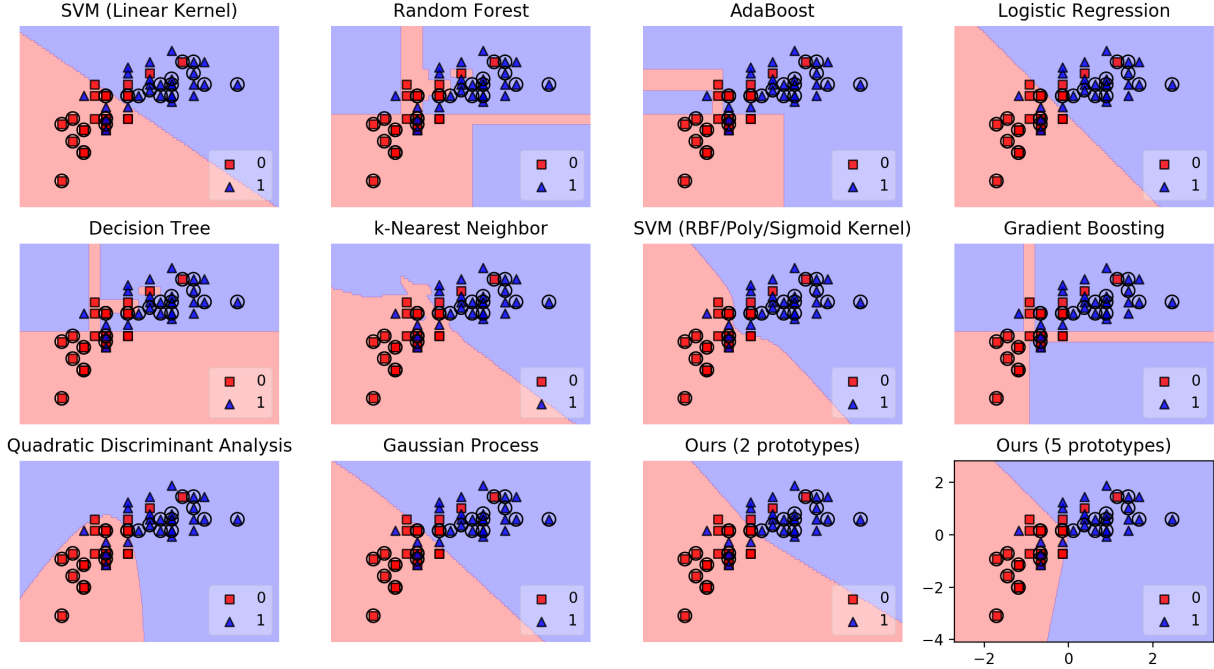 SVM (Linear Kernel)
Random Forest
AdaBoost
Logistic Regression
0
1
0
1
0
1
0
1
Decision Tree
k-Nearest Neighbor
SVM (RBF/Poly/Sigmoid Kernel)
Gradient Boosting
0
1
0
1
0
1
0
1
Quadratic Discriminant Analysis
Gaussian Process
Ours (2 prototypes)
Ours (5 prototypes)
2
0
−2
−4
0
1
0
1
0
1
0
1
−2
0
2